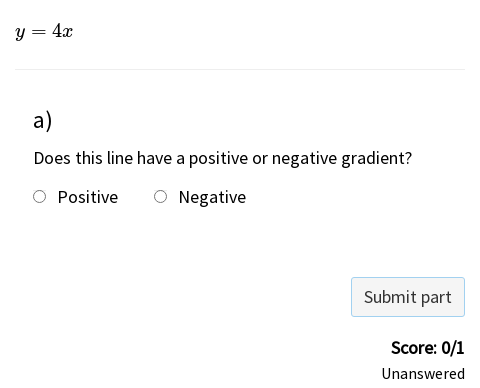 y = 4x
a)
Does this line have a positive or negative gradient?
Positive Negative
Submit part
Score: 0/1
Unanswered